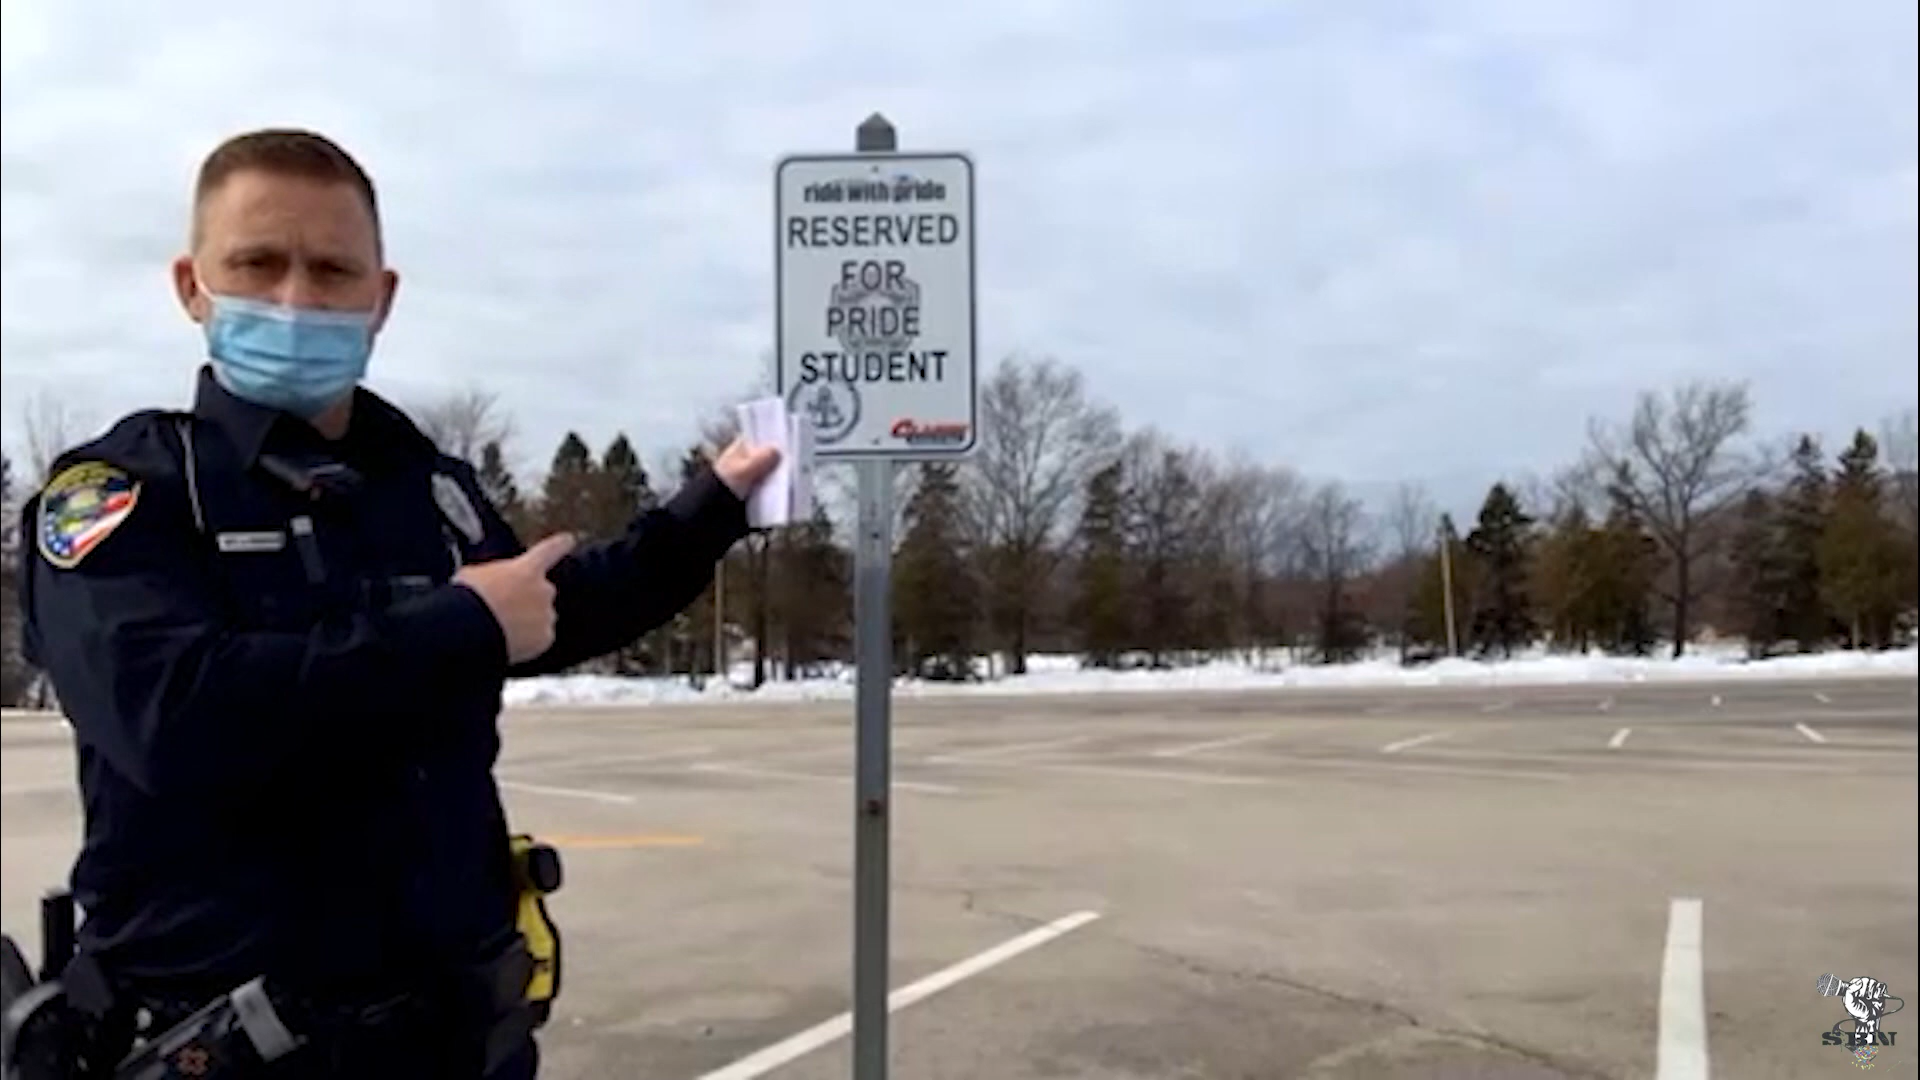 ride with pride
RESERVED
FOR
PRIDE
STUDENT
SBN